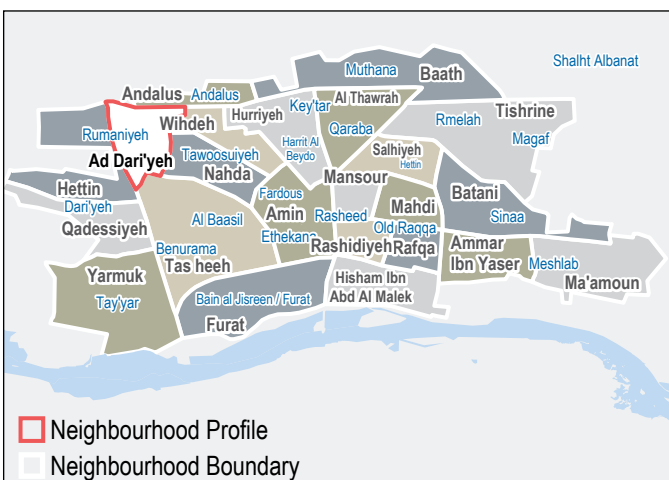 Muthana
Baath
Shalht Albanat
Andalus
Andalus
Key'tar
Al Thawrah
Tishrine
Hurriyeh
Rmelah
Wihdeh
Qaraba
Magaf
Rumaniyeh
Harrit Al
Beydo
Salhiyeh
Hettin
Ad Dari'yeh
Tawoosuiyeh
Nahda
Mansour
Hettin
Fardous
Batani
Dari'yeh
Al Baasil
Amin
Rasheed
Mahdi
Sinaa
Qadessiyeh
Old Raqqa
Benurama
Ethekana
Rashidiyeh
Rafqa
Ammar
Ibn Yaser
Tas heeh
Meshlab
Yarmuk
Hisham Ibn
Abd Al Malek
Ma'amoun
Tay'yar
Bain al Jisreen / Furat
Furat
Neighbourhood Profile
Neighbourhood Boundary